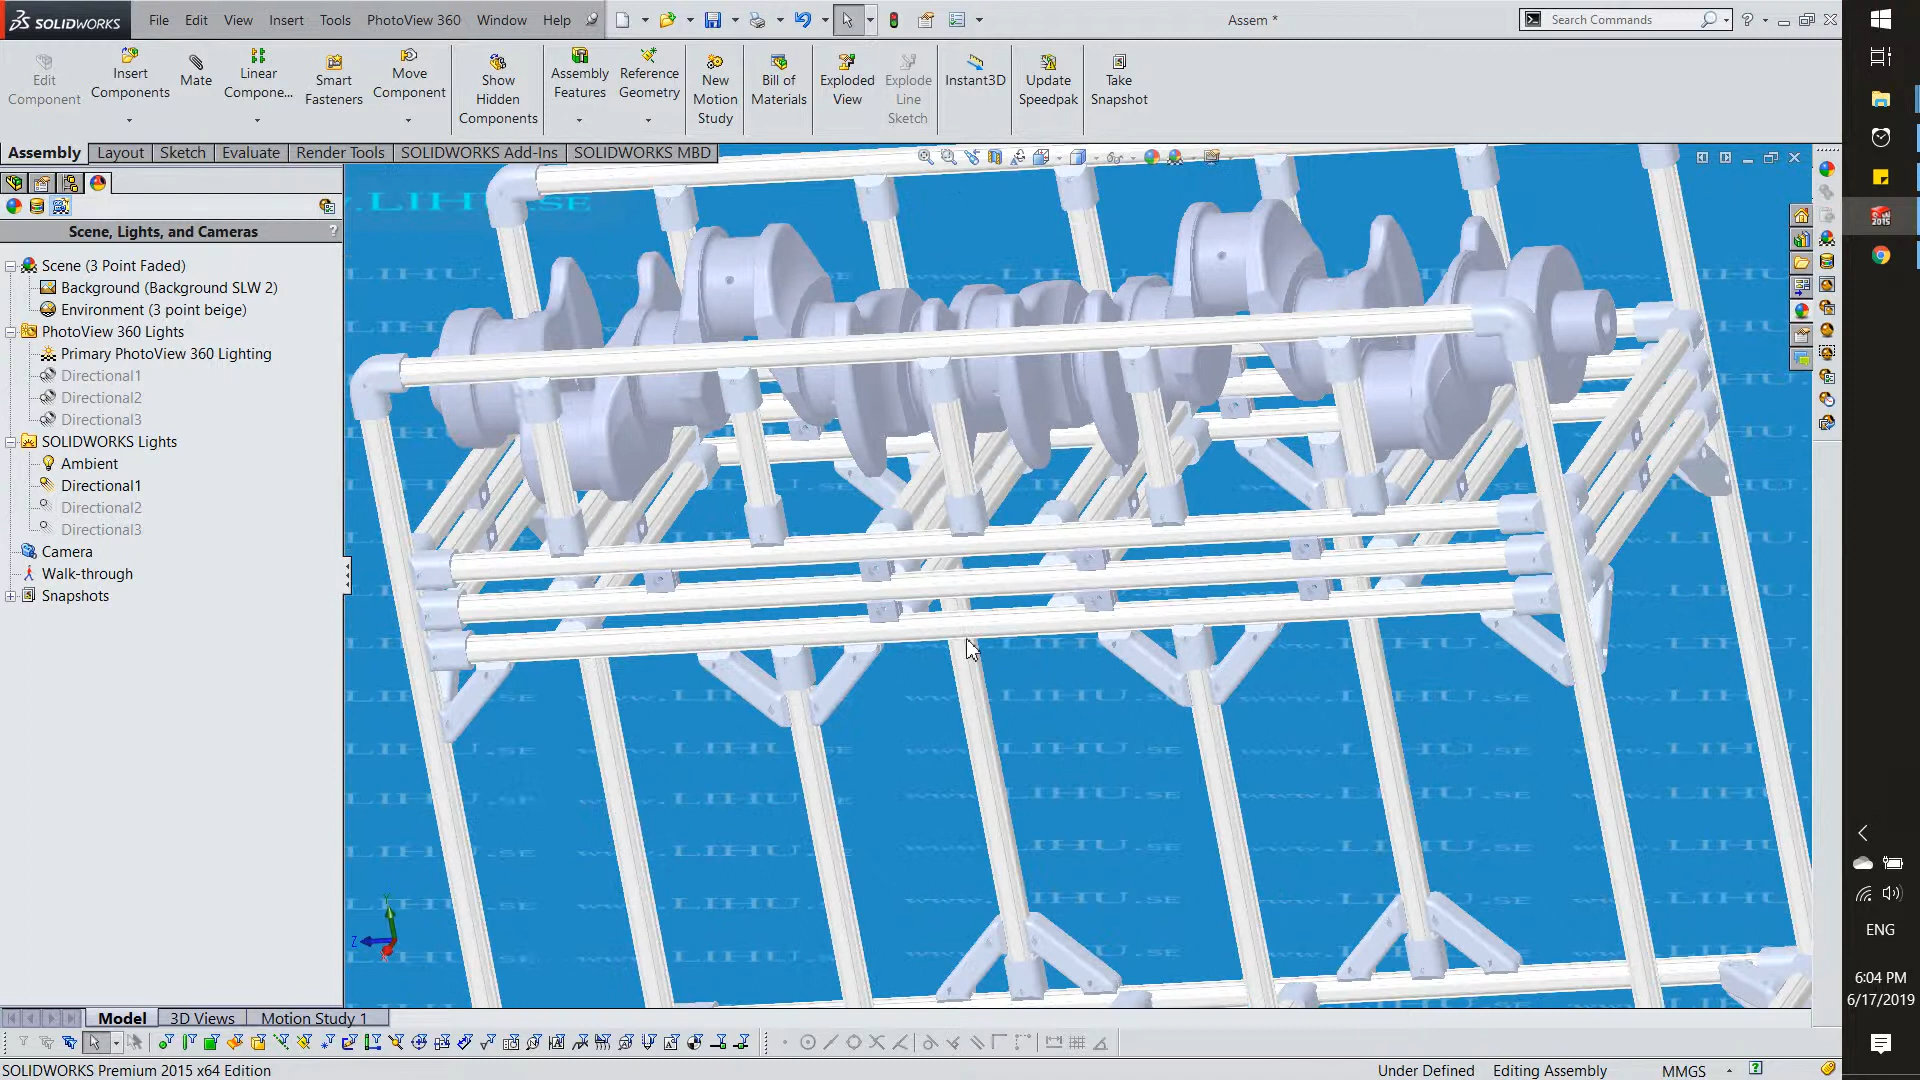 SOLIDWORKS
File Edit View Insert Tools PhotoView 360 Window Help
Assem *
Search Commands
Edit Component
Insert Components
Mate
Linear Compone...
Smart Fasteners
Move Component
Show Hidden Components
Assembly Features
Reference Geometry
New Motion Study
Bill of Materials
Exploded View
Explode Line Sketch
Instant3D
Update Speedpak
Take Snapshot
Assembly Layout Sketch Evaluate Render Tools SOLIDWORKS Add-Ins SOLIDWORKS MBD
Scene, Lights, and Cameras
?
Scene (3 Point Faded)
Background (Background SLW 2)
Environment (3 point beige)
PhotoView 360 Lights
Primary PhotoView 360 Lighting
Directional1
Directional2
Directional3
SOLIDWORKS Lights
Ambient
Directional1
Directional2
Directional3
Camera
Walk-through
Snapshots
www.LIHU.SE
Z
Y
2015
ENG
6:04 PM
6/17/2019
Model 3D Views Motion Study 1
SOLIDWORKS Premium 2015 x64 Edition
Under Defined Editing Assembly MMGS